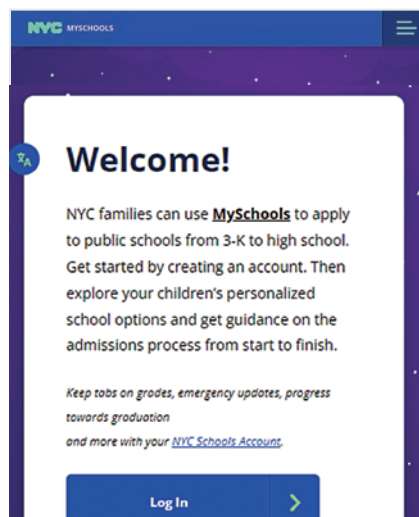 NYC MYSCHOOLS
Welcome!
NYC families can use MySchools to apply
to public schools from 3-K to high school.
Get started by creating an account. Then
explore your children's personalized
school options and get guidance on the
admissions process from start to finish.
Keep tabs on grades, emergency updates, progress
towards graduation
and more with your NYC Schools Account.
Log In